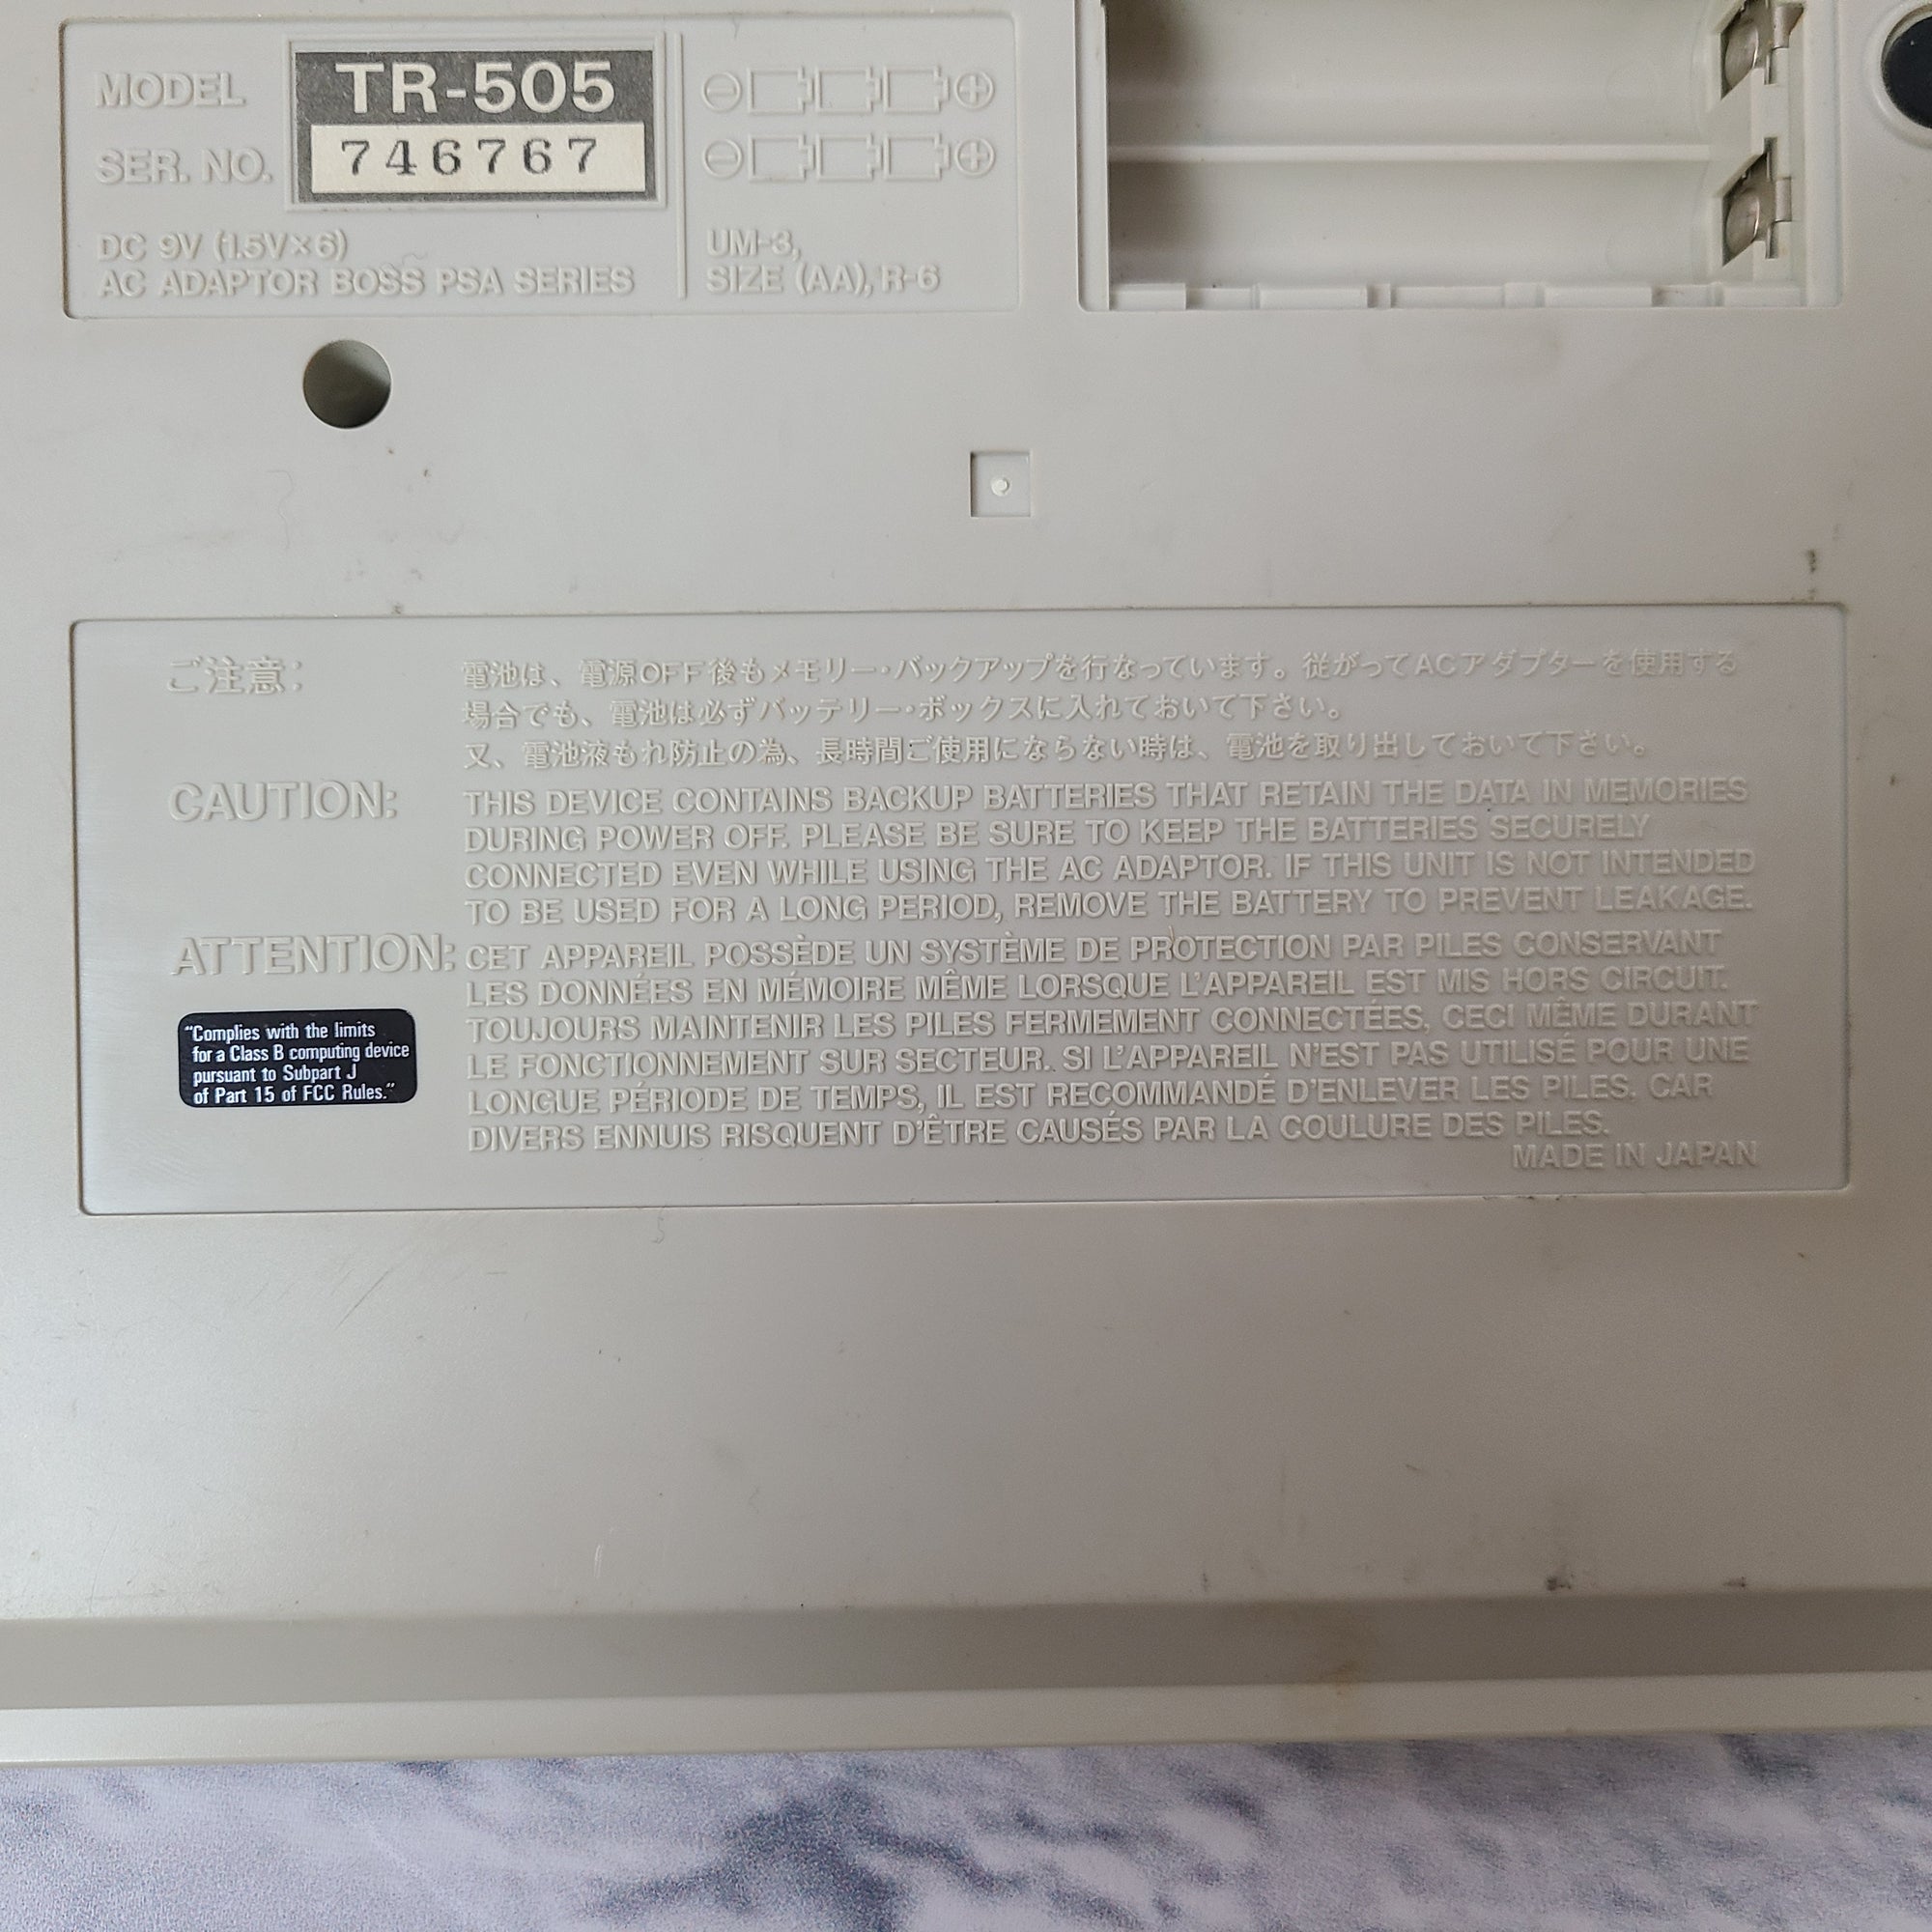 MODEL TR-505
SER. NO. 746767
DC 9V (1.5V×6)
AC ADAPTOR BOSS PSA SERIES
UM-3,
SIZE (AA), R-6
ご注意:
電池は、電源OFF後もメモリー・バックアップを行なっています。従がってACアダプターを使用する
場合でも、電池は必ずバッテリー・ボックスに入れておいて下さい。
又、電池液もれ防止の為、長時間ご使用にならない時は、電池を取り出しておいて下さい。
CAUTION: THIS DEVICE CONTAINS BACKUP BATTERIES THAT RETAIN THE DATA IN MEMORIES
DURING POWER OFF. PLEASE BE SURE TO KEEP THE BATTERIES SECURELY
CONNECTED EVEN WHILE USING THE AC ADAPTOR. IF THIS UNIT IS NOT INTENDED
TO BE USED FOR A LONG PERIOD, REMOVE THE BATTERY TO PREVENT LEAKAGE.
ATTENTION: CET APPAREIL POSSÈDE UN SYSTÈME DE PROTECTION PAR PILES CONSERVANT
LES DONNÉES EN MÉMOIRE MÊME LORSQUE L'APPAREIL EST MIS HORS CIRCUIT.
TOUJOURS MAINTENIR LES PILES FERMEMENT CONNECTÉES, CECI MÊME DURANT
LE FONCTIONNEMENT SUR SECTEUR. SI L'APPAREIL N'EST PAS UTILISÉ POUR UNE
LONGUE PÉRIODE DE TEMPS, IL EST RECOMMANDÉ D'ENLEVER LES PILES. CAR
DIVERS ENNUIS RISQUENT D'ÊTRE CAUSÉS PAR LA COULURE DES PILES.
MADE IN JAPAN
"Complies with the limits
for a Class B computing device
pursuant to Subpart J
of Part 15 of FCC Rules."